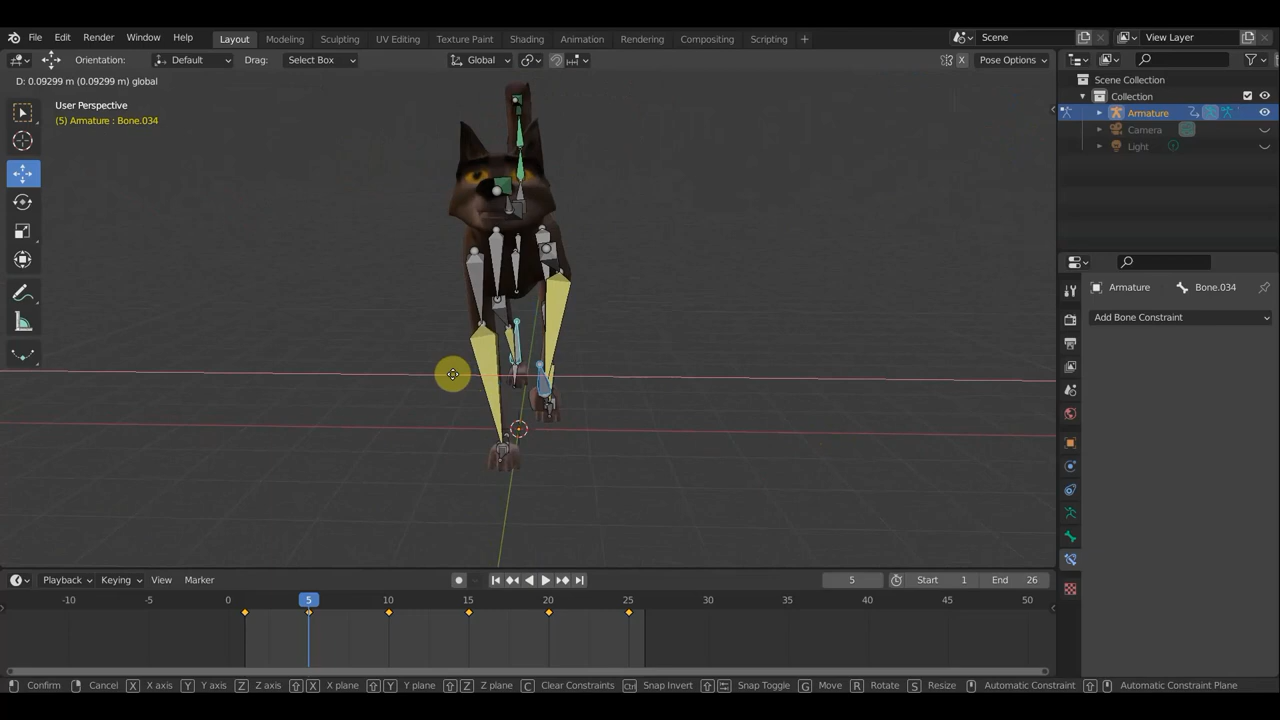 File Edit Render Window Help Layout Modeling Sculpting UV Editing Texture Paint Shading Animation Rendering Compositing Scripting + Scene View Layer
Orientation: Default Drag: Select Box Global X Pose Options
D: 0.09299 m (0.09299 m) global
User Perspective
(5) Armature : Bone.034
Scene Collection
Collection
Armature
Camera
Light
Armature Bone.034
Add Bone Constraint
Playback Keying View Marker 5 Start 1 End 26
-10 -5 0 5 10 15 20 25 30 35 40 45 50
Confirm Cancel X X axis Y Y axis Z Z axis X X plane Y Y plane Z Z plane C Clear Constraints Ctrl Snap Invert Snap Toggle G Move R Rotate S Resize Automatic Constraint Automatic Constraint Plane